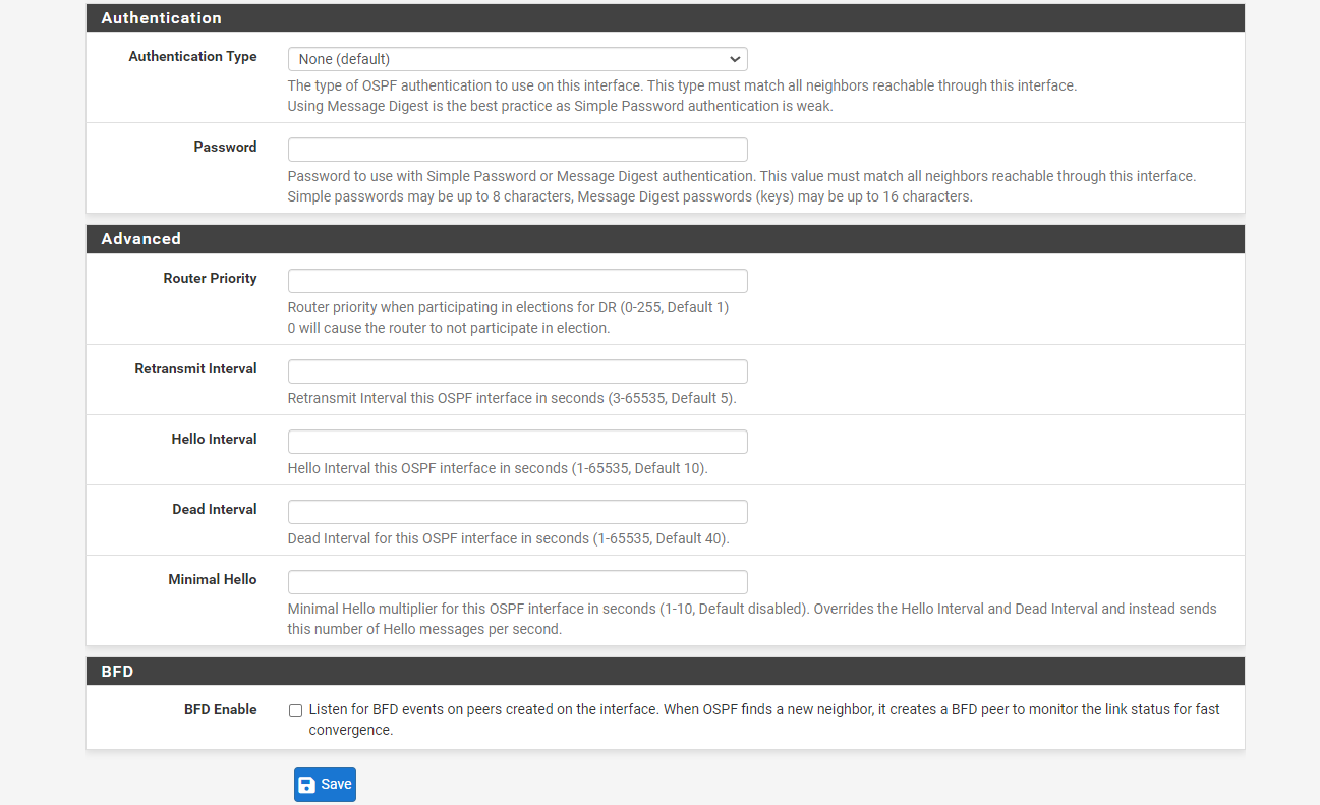 Authentication
Authentication Type
None (default)
The type of OSPF authentication to use on this interface. This type must match all neighbors reachable through this interface.
Using Message Digest is the best practice as Simple Password authentication is weak.
Password
Password to use with Simple Password or Message Digest authentication. This value must match all neighbors reachable through this interface.
Simple passwords may be up to 8 characters, Message Digest passwords (keys) may be up to 16 characters.
Advanced
Router Priority
Router priority when participating in elections for DR (0-255, Default 1)
0 will cause the router to not participate in election.
Retransmit Interval
Retransmit Interval this OSPF interface in seconds (3-65535, Default 5).
Hello Interval
Hello Interval this OSPF interface in seconds (1-65535, Default 10).
Dead Interval
Dead Interval for this OSPF interface in seconds (1-65535, Default 40).
Minimal Hello
Minimal Hello multiplier for this OSPF interface in seconds (1-10, Default disabled). Overrides the Hello Interval and Dead Interval and instead sends
this number of Hello messages per second.
BFD
BFD Enable
Listen for BFD events on peers created on the interface. When OSPF finds a new neighbor, it creates a BFD peer to monitor the link status for fast
convergence.
Save